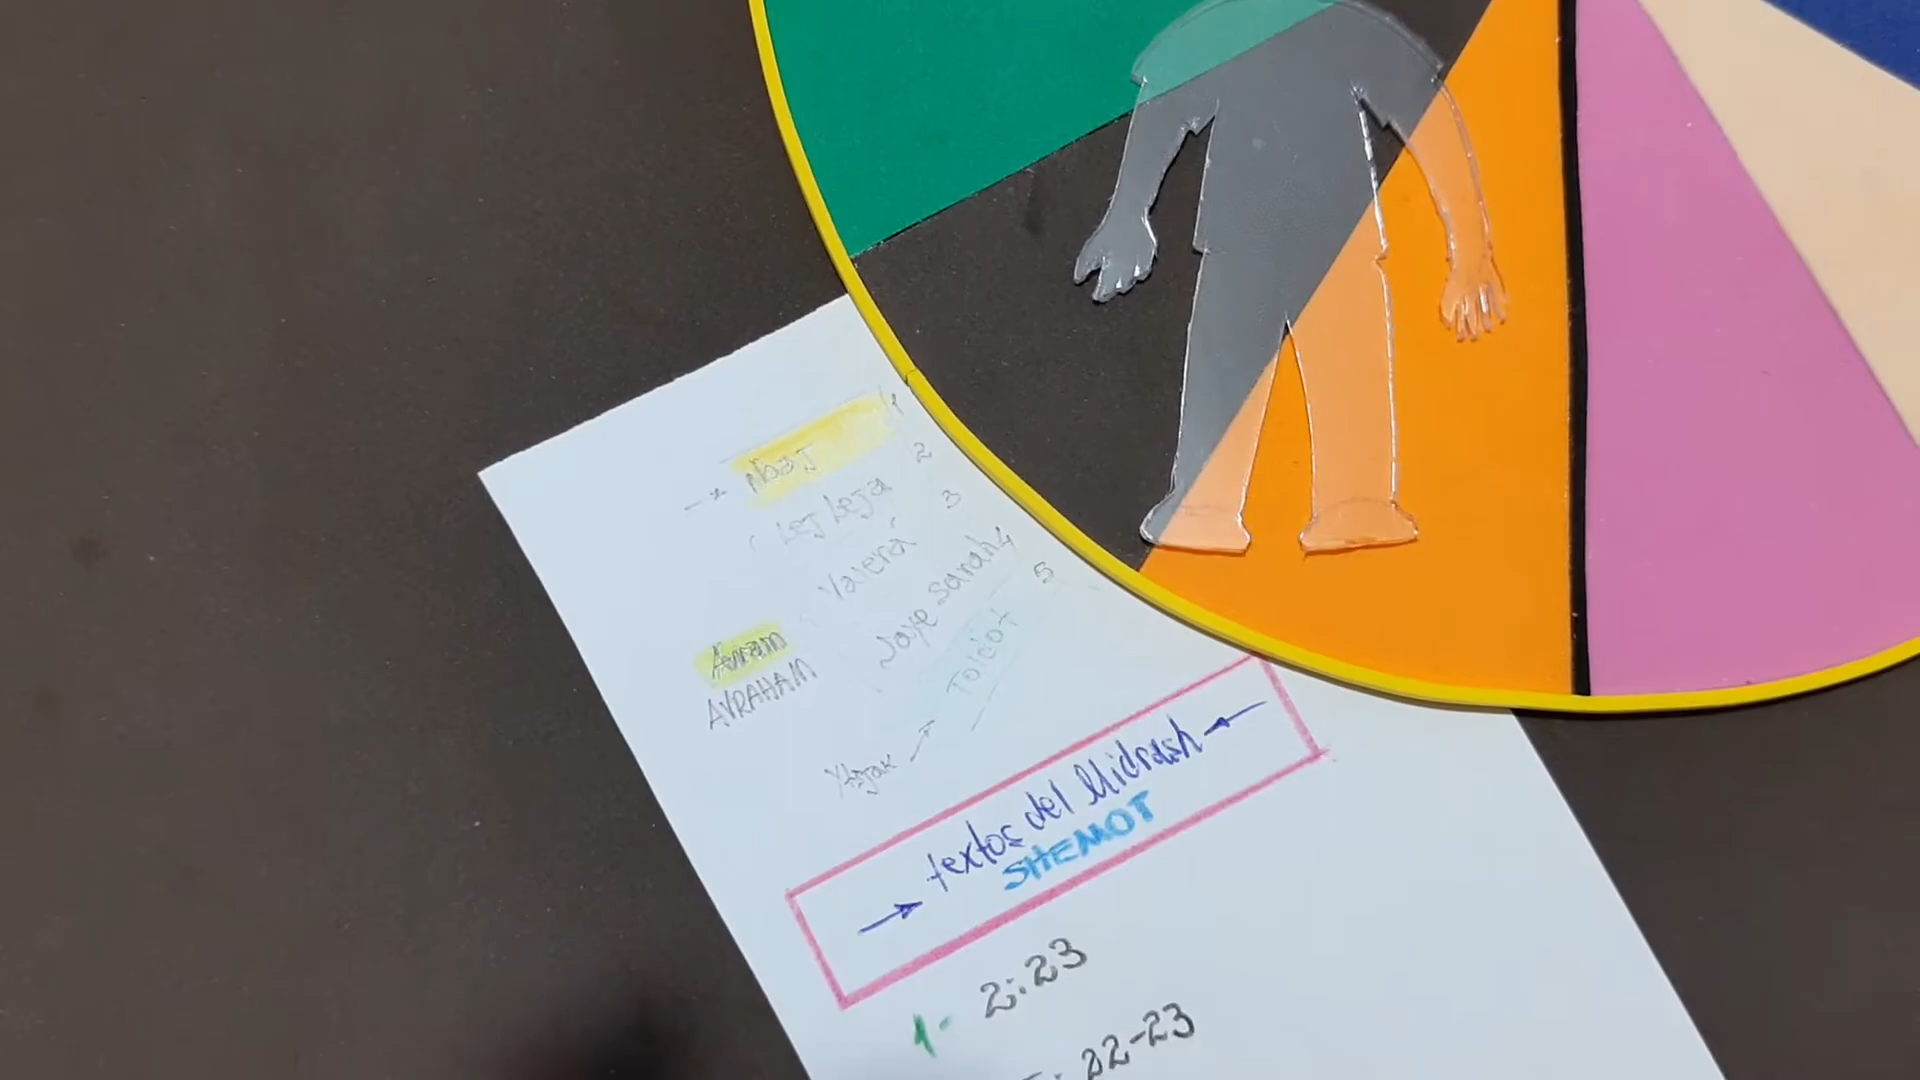 Noaj 1
Lej Leja 2
Vaierá 3
Jaye Sarah 4
Toldot 5
Avram
AVRAHAM
Ytzjak
textos del Midrash
SHEMOT
1- 2:23
22-23